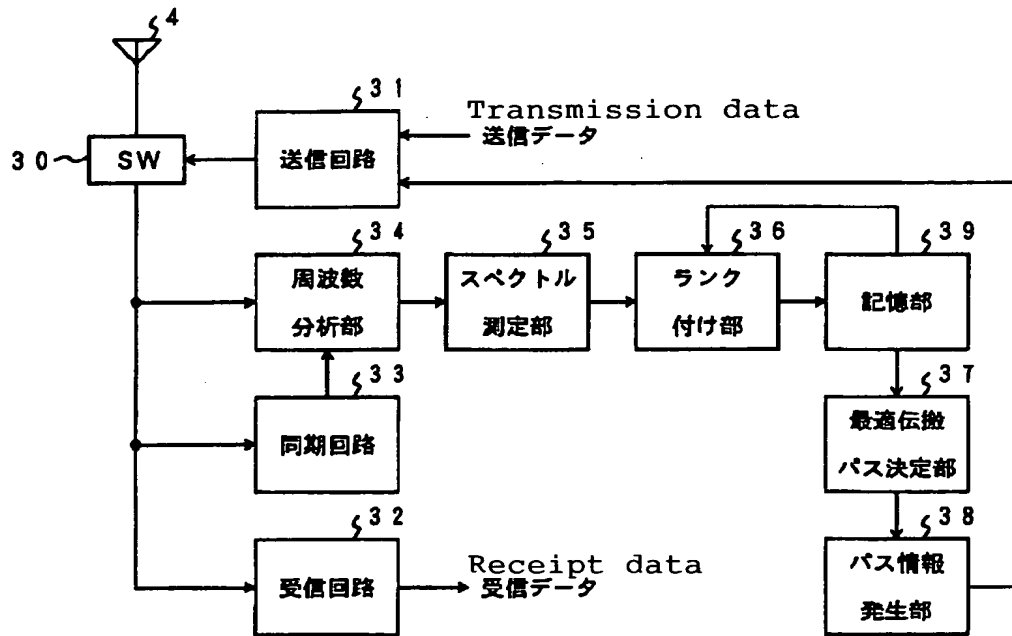 4
31
Transmission data
送信データ
30
SW
送信回路
34
35
36
39
周波数
分析部
スペクトル
測定部
ランク
付け部
記憶部
33
37
同期回路
最適伝搬
パス決定部
32
38
受信回路
Receipt data
受信データ
パス情報
発生部